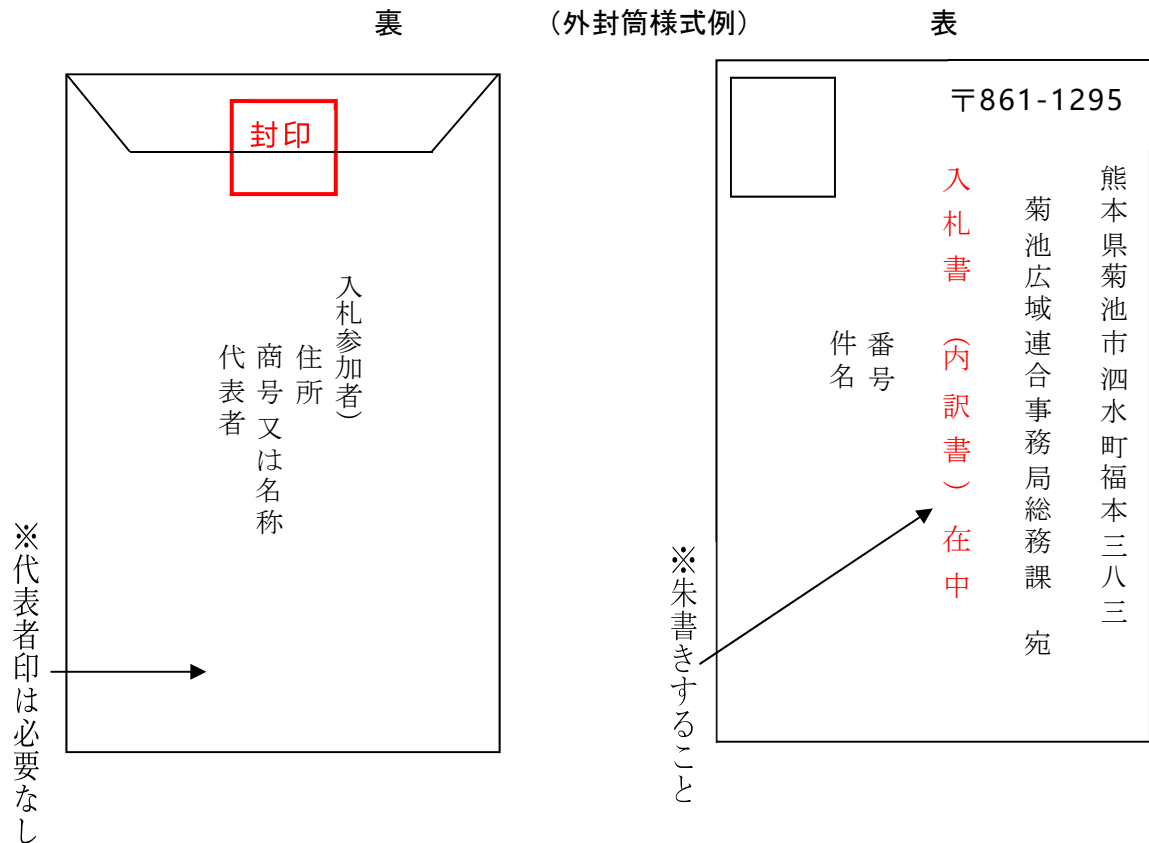 裏
（外封筒様式例）
表
封印
入札参加者）
住所
商号又は名称
代表者
※代表者印は必要なし
〒861-1295
熊本県菊池市泗水町福本三八三
菊池広域連合事務局総務課　宛
入札書　（内訳書）在中
番号
件名
※朱書きすること